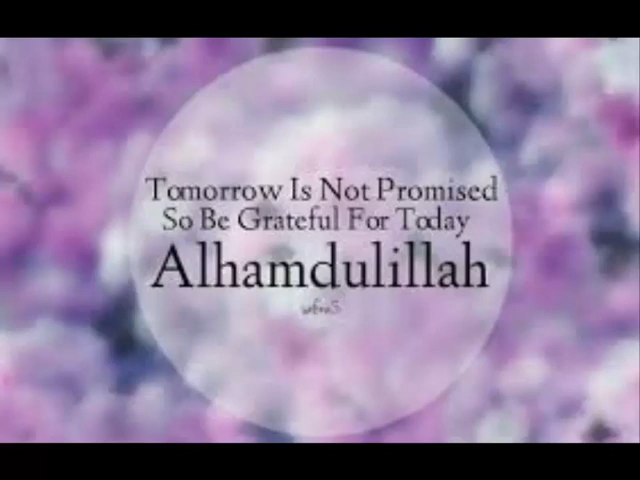 Tomorrow Is Not Promised
So Be Grateful For Today
Alhamdulillah